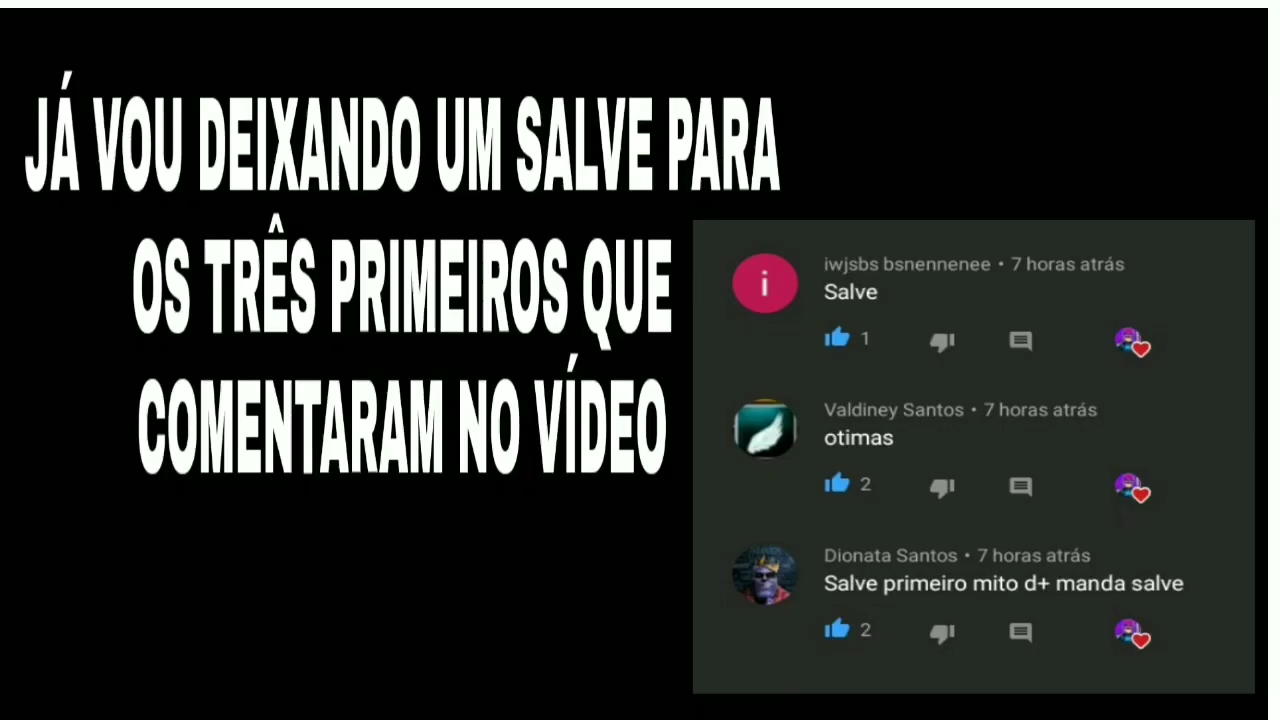 JÁ VOU DEIXANDO UM SALVE PARA
OS TRÊS PRIMEIROS QUE
COMENTARAM NO VÍDEO
i
iwjsbs bsnennenee • 7 horas atrás
Salve
1
Valdiney Santos • 7 horas atrás
otimas
2
Dionata Santos • 7 horas atrás
Salve primeiro mito d+ manda salve
2